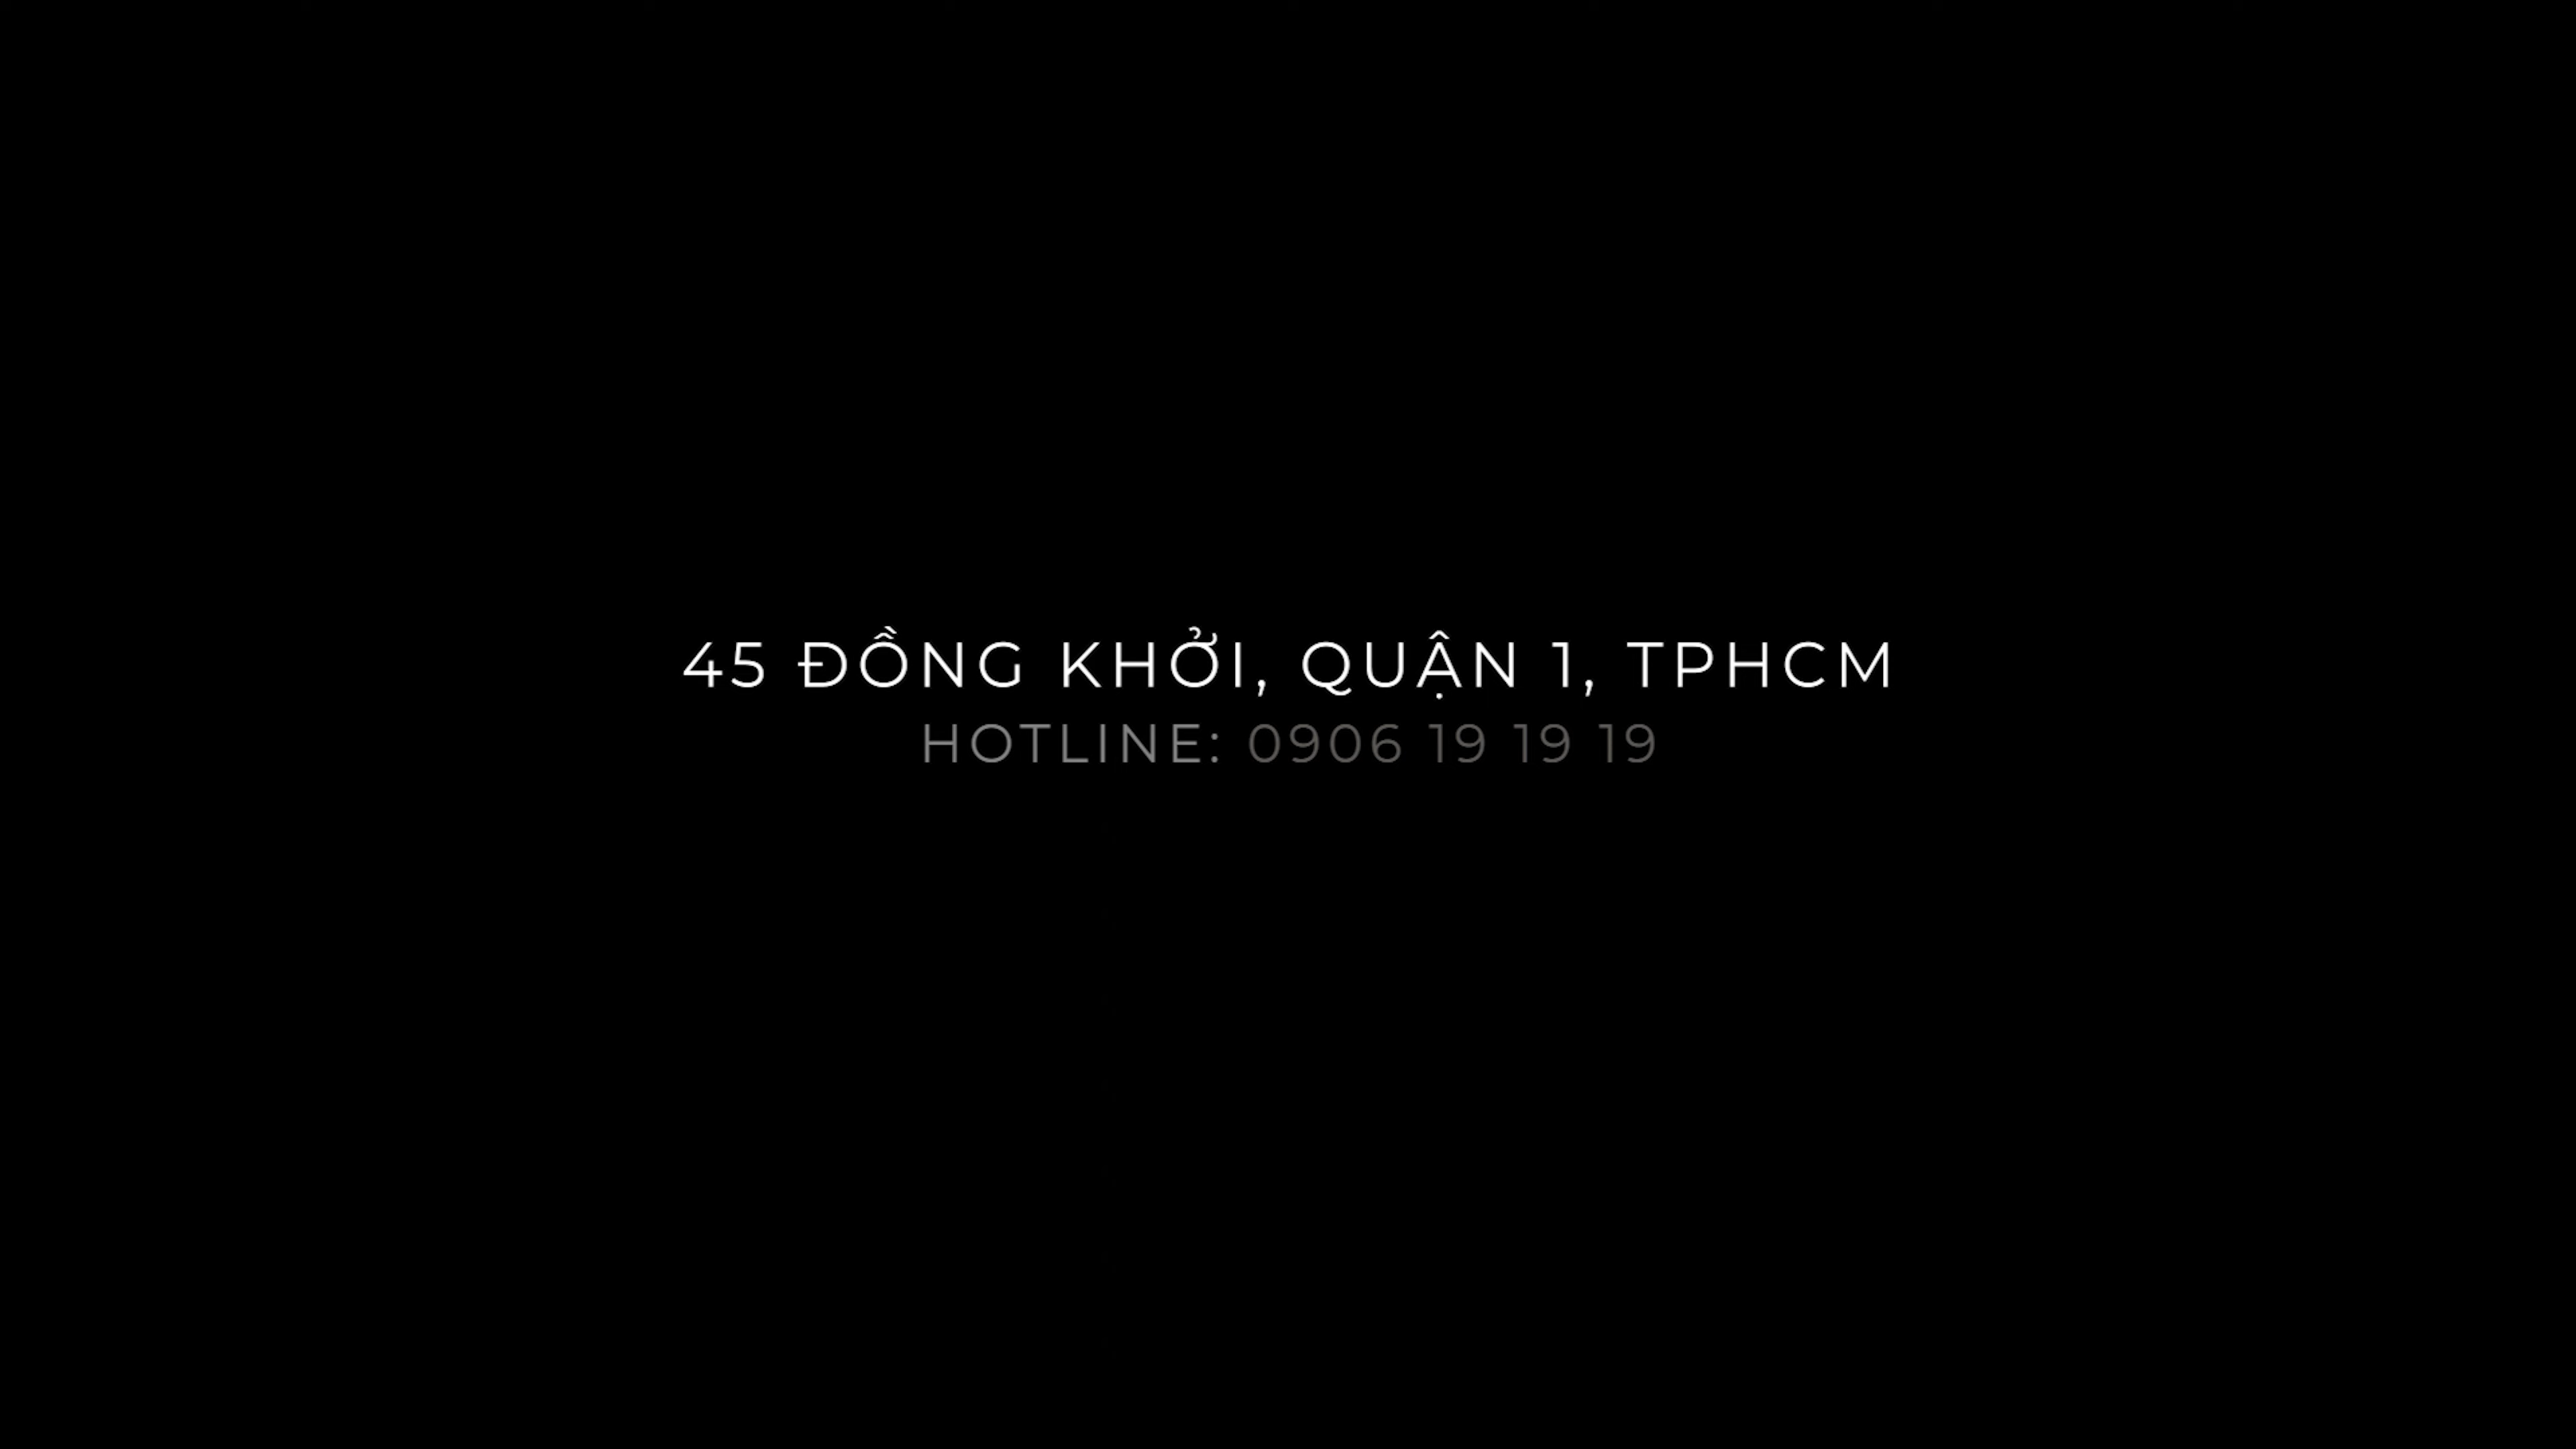 45 ĐỒNG KHỞI, QUẬN 1, TPHCM
HOTLINE: 0906 19 19 19